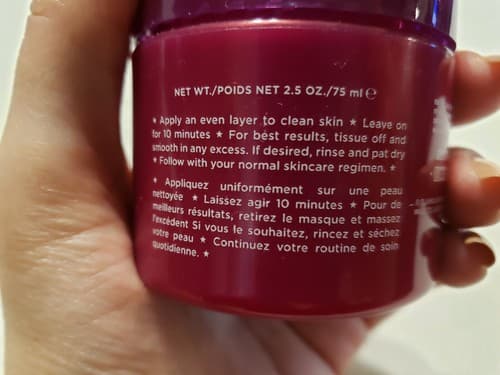 NET WT./POIDS NET 2.5 OZ./75 ml ℮
★ Apply an even layer to clean skin ★ Leave on
for 10 minutes ★ For best results, tissue off and
smooth in any excess. If desired, rinse and pat dry
★ Follow with your normal skincare regimen. ★
★ Appliquez uniformément sur une peau
nettoyée ★ Laissez agir 10 minutes ★ Pour de
meilleurs résultats, retirez le masque et massez
l'excédent Si vous le souhaitez, rincez et séchez
votre peau ★ Continuez votre routine de soin
quotidienne. ★